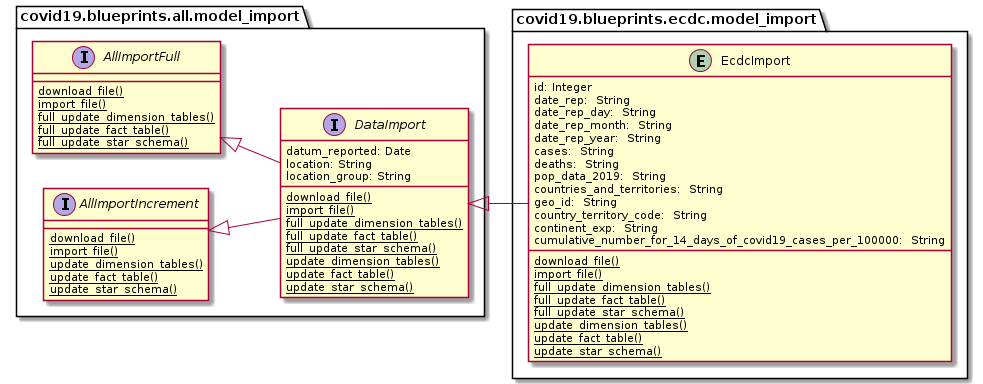 covid19.blueprints.all.model_import
I AllImportFull
download_file()
import_file()
full_update_dimension_tables()
full_update_fact_table()
full_update_star_schema()
I AllImportIncrement
download_file()
import_file()
update_dimension_tables()
update_fact_table()
update_star_schema()
I DataImport
datum_reported: Date
location: String
location_group: String
download_file()
import_file()
full_update_dimension_tables()
full_update_fact_table()
full_update_star_schema()
update_dimension_tables()
update_fact_table()
update_star_schema()
covid19.blueprints.ecdc.model_import
E EcdcImport
id: Integer
date_rep: String
date_rep_day: String
date_rep_month: String
date_rep_year: String
cases: String
deaths: String
pop_data_2019: String
countries_and_territories: String
geo_id: String
country_territory_code: String
continent_exp: String
cumulative_number_for_14_days_of_covid19_cases_per_100000: String
download_file()
import_file()
full_update_dimension_tables()
full_update_fact_table()
full_update_star_schema()
update_dimension_tables()
update_fact_table()
update_star_schema()